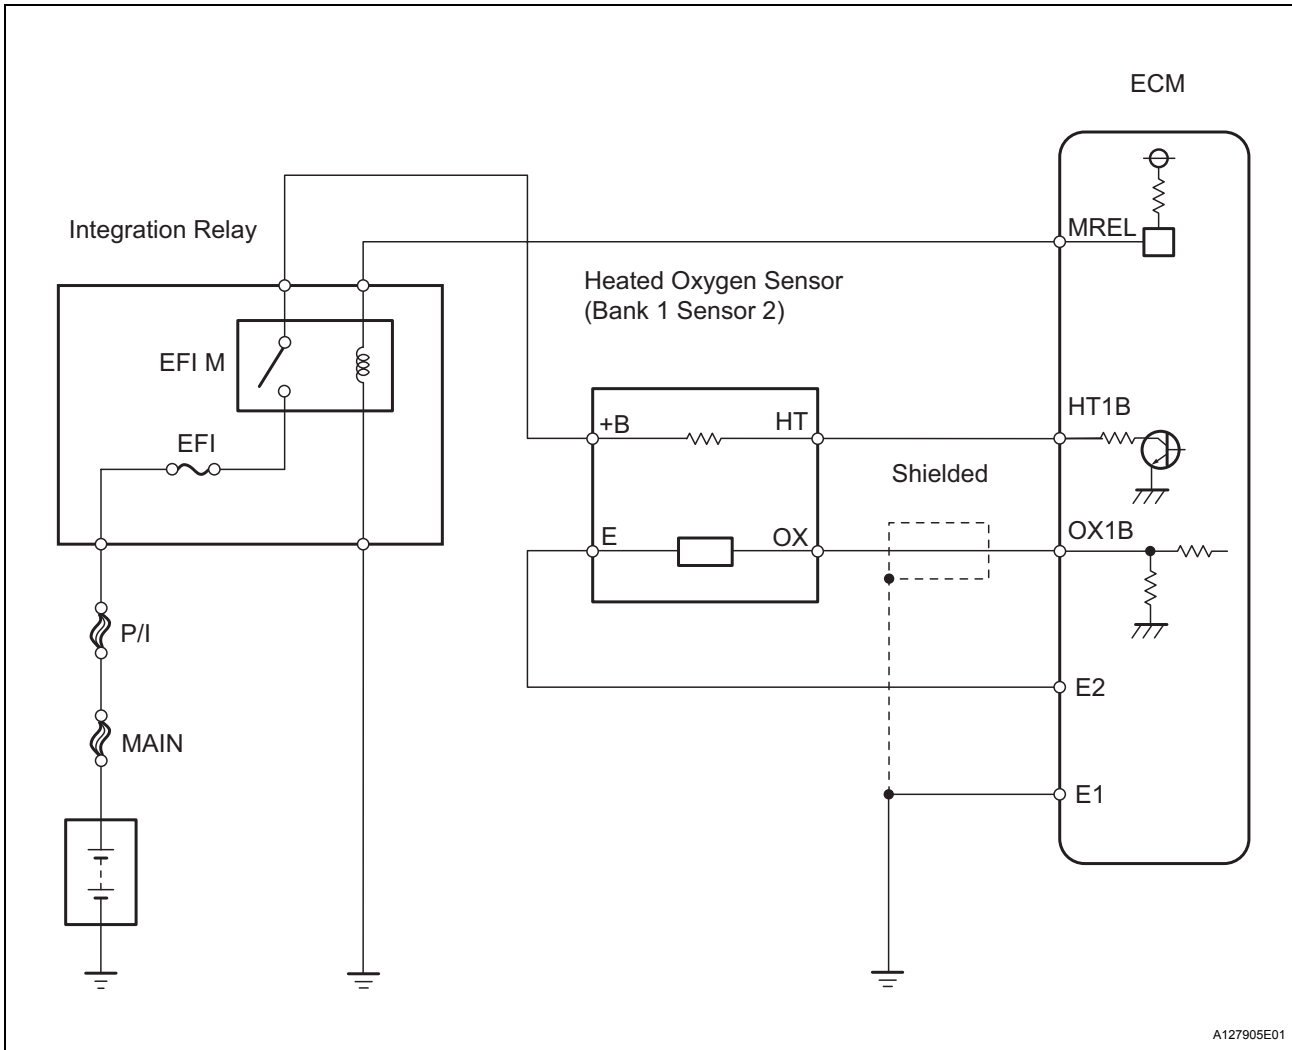 ECM
MREL
Integration Relay
Heated Oxygen Sensor
(Bank 1 Sensor 2)
EFI M
HT1B
+B
HT
EFI
Shielded
OX1B
E
OX
P/I
E2
MAIN
E1
A127905E01